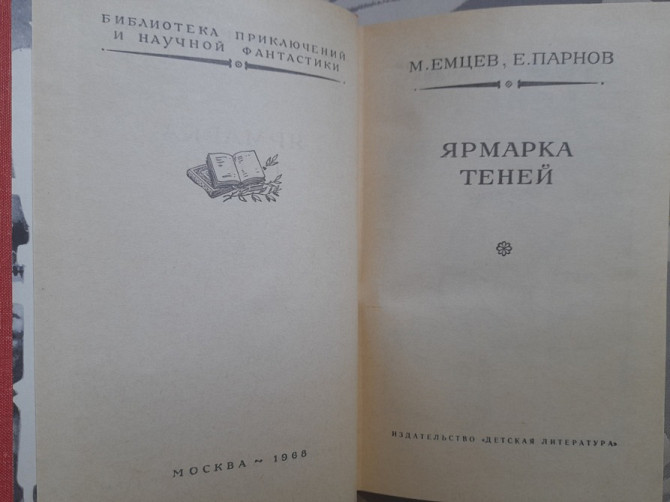 БИБЛИОТЕКА ПРИКЛЮЧЕНИЙ
И НАУЧНОЙ ФАНТАСТИКИ
МОСКВА ~ 1968
М. ЕМЦЕВ, Е. ПАРНОВ
ЯРМАРКА
ТЕНЕЙ
ИЗДАТЕЛЬСТВО «ДЕТСКАЯ ЛИТЕРАТУРА»